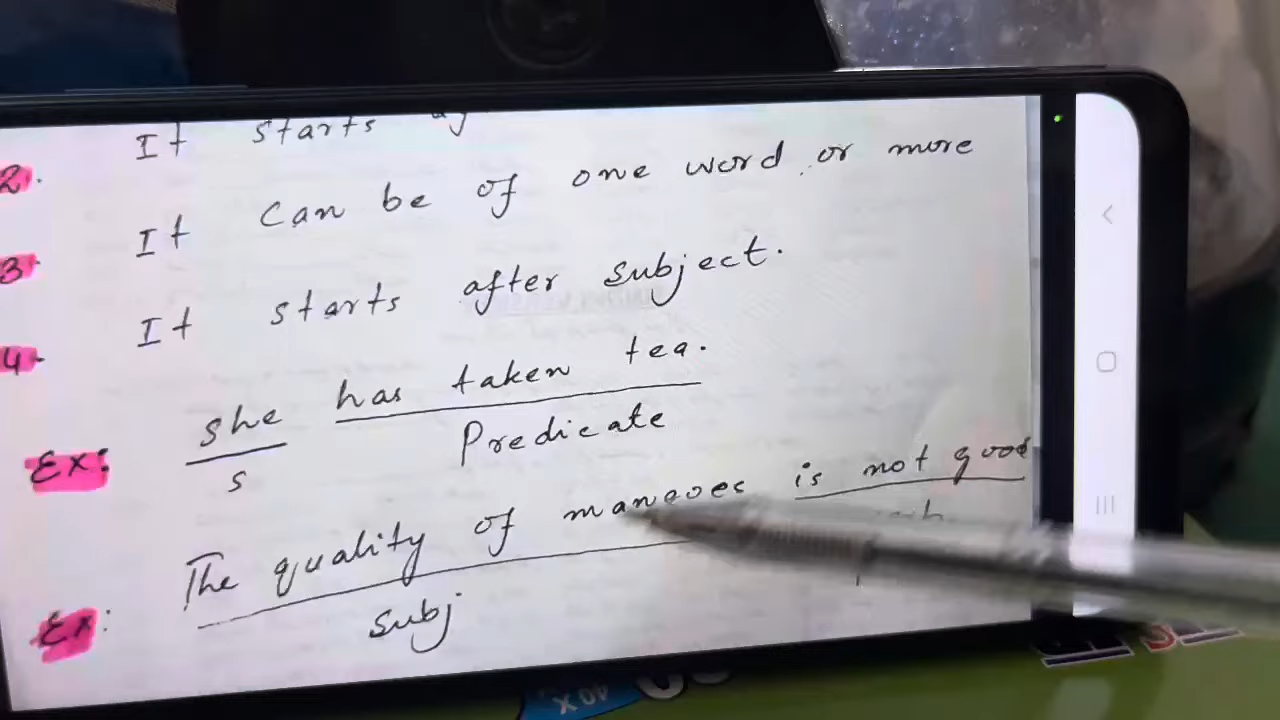 It starts
2. It can be of one word or more
3. It starts after subject.
4. she has taken tea.
Ex: s Predicate
The quality of mangoes is not good
Ex: subj
40X